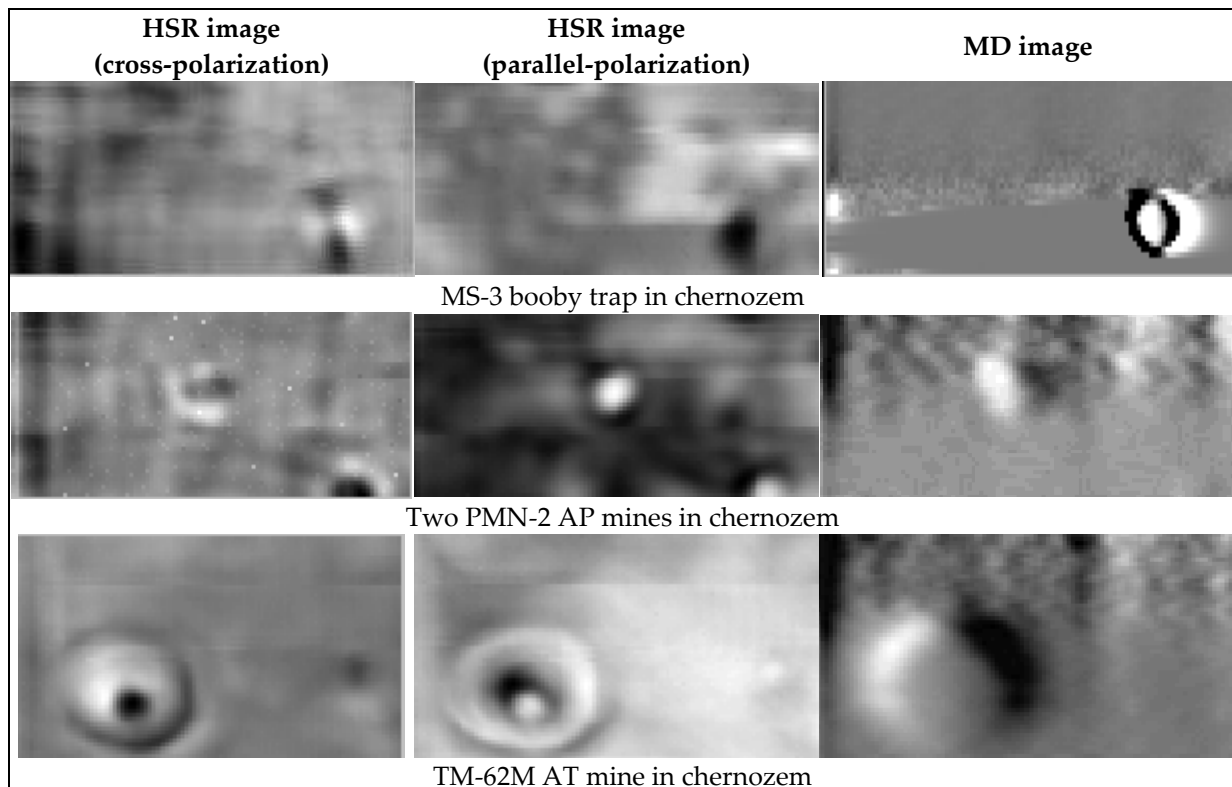 HSR image
(cross-polarization)
HSR image
(parallel-polarization)
MD image
MS-3 booby trap in chernozem
Two PMN-2 AP mines in chernozem
TM-62M AT mine in chernozem